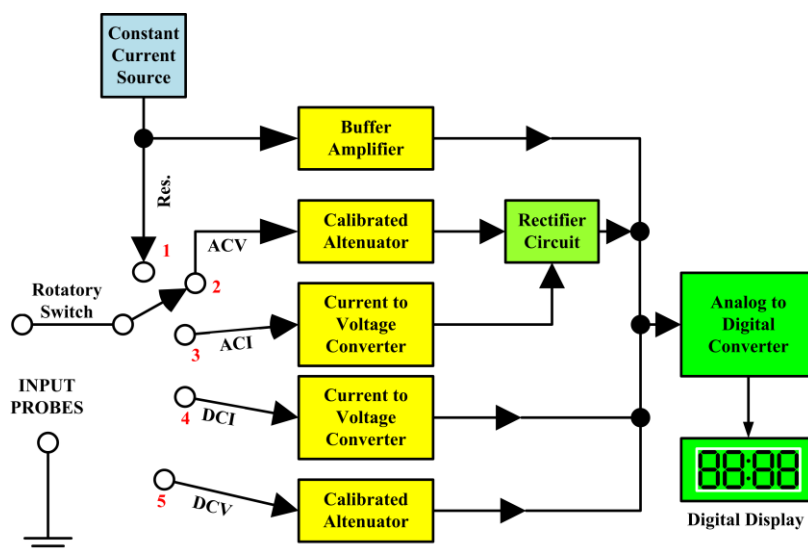 Constant
Current
Source
Buffer
Amplifier
Res.
1
ACV
Calibrated
Altenuator
Rectifier
Circuit
2
Rotatory
Switch
3
ACI
Current to
Voltage
Converter
Analog to
Digital
Converter
INPUT
PROBES
4
DCI
Current to
Voltage
Converter
88:88
5
DCV
Calibrated
Altenuator
Digital Display